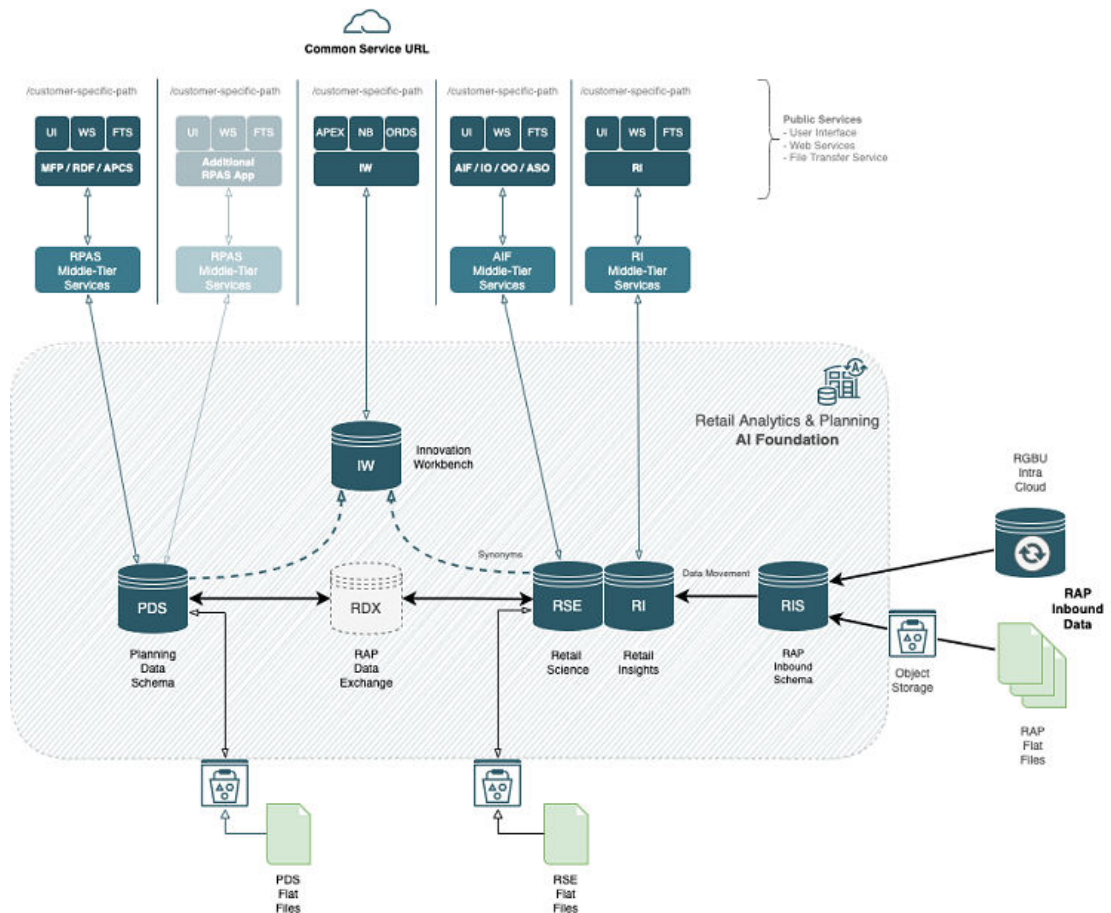 Common Service URL
/customer-specific-path
/customer-specific-path
/customer-specific-path
/customer-specific-path
/customer-specific-path
UI
WS
FTS
MFP / RDF / APCS
UI
WS
FTS
Additional
RPAS App
APEX
NB
ORDS
IW
UI
WS
FTS
AIF / IO / OO / ASO
UI
WS
FTS
RI
Public Services
- User Interface
- Web Services
- File Transfer Service
RPAS
Middle-Tier
Services
RPAS
Middle-Tier
Services
AIF
Middle-Tier
Services
RI
Middle-Tier
Services
A
Retail Analytics & Planning
AI Foundation
IW
Innovation
Workbench
RGBU
Intra
Cloud
Synonyms
Data Movement
PDS
RDX
RSE
RI
RIS
RAP
Inbound
Data
Planning
Data
Schema
RAP
Data
Exchange
Retail
Science
Retail
Insights
RAP
Inbound
Schema
Object
Storage
RAP
Flat
Files
PDS
Flat
Files
RSE
Flat
Files